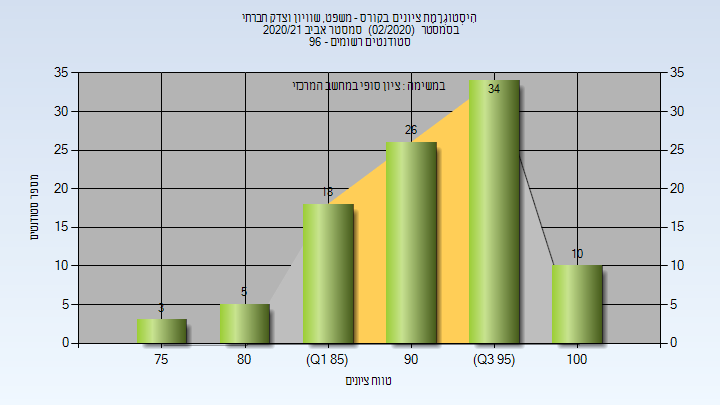 היסטוגרמת ציונים בקורס - משפט, שוויון וצדק חברתי
בסמסטר (02/2020) סמסטר אביב 2020/21
סטודנטים רשומים - 96
במשימה : ציון סופי במחשב המרכזי
35 35
30 30
25 25
20 20
15 15
10 10
5 5
0 0
3 5 18 26 34 10
מספר סטודנטים
75 80 (Q1 85) 90 (Q3 95) 100
טווח ציונים